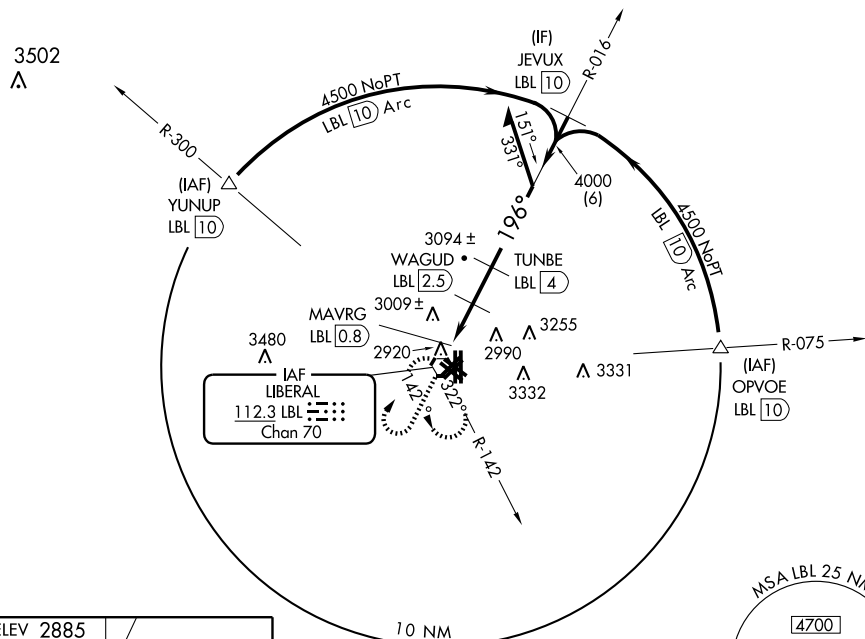 3502
(IF)
JEVUX
LBL 10
R-016
4500 NoPT
LBL 10 Arc
R-300
151°
331°
4000
(6)
(IAF)
YUNUP
LBL 10
196°
4500 NoPT
LBL 10 Arc
3094 ±
WAGUD
LBL 2.5
TUNBE
LBL 4
3009 ±
MAVRG
LBL 0.8
3255
3480
2920
2990
R-075
IAF
LIBERAL
112.3 LBL
Chan 70
3332
3331
(IAF)
OPVOE
LBL 10
142°
322°
R-142
MSA LBL 25 NM
4700
ELEV 2885
10 NM